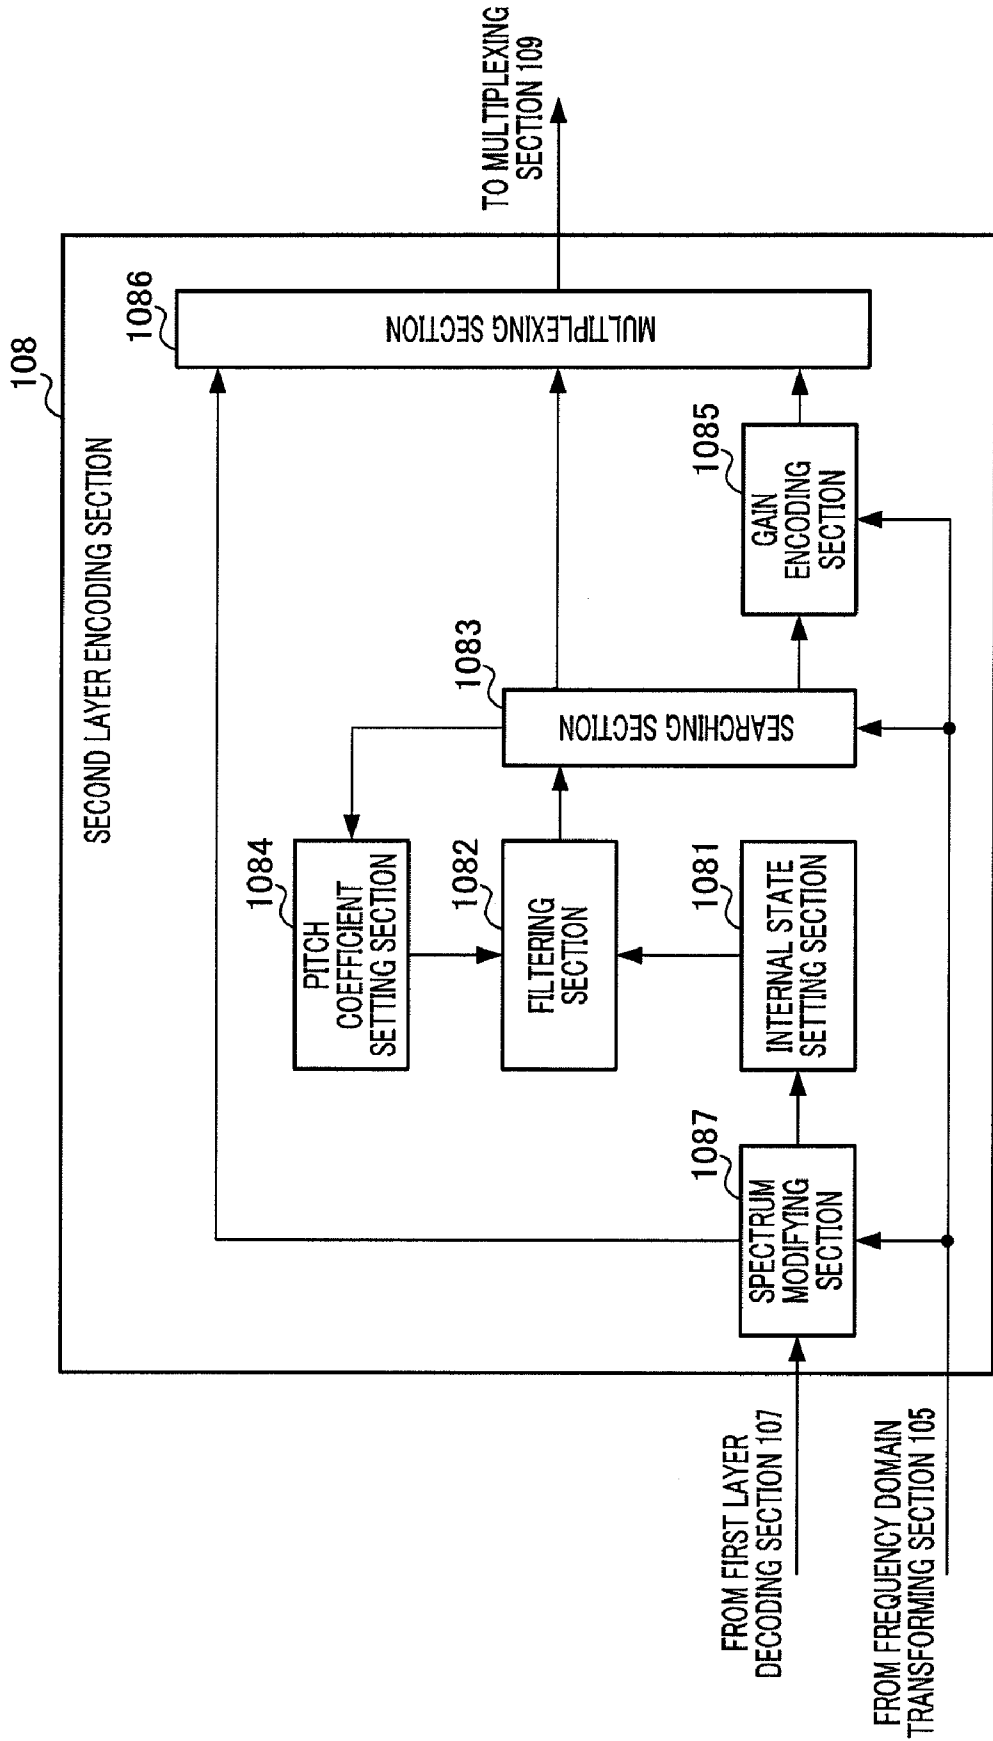 108
SECOND LAYER ENCODING SECTION
1086
MULTIPLEXING SECTION
TO MULTIPLEXING
SECTION 109
1084
PITCH
COEFFICIENT
SETTING SECTION
1083
SEARCHING SECTION
1082
FILTERING
SECTION
1085
GAIN
ENCODING
SECTION
1087
SPECTRUM
MODIFYING
SECTION
1081
INTERNAL STATE
SETTING SECTION
FROM FIRST LAYER
DECODING SECTION 107
FROM FREQUENCY DOMAIN
TRANSFORMING SECTION 105